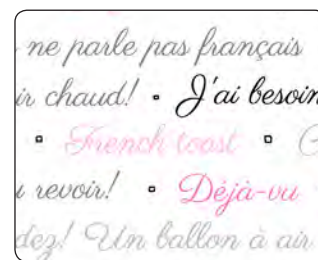 ne parle pas français
ir chaud! ▪ J'ai besoin
▪ French toast ▪
revoir! ▪ Déjà-vu
dez! Un ballon à air